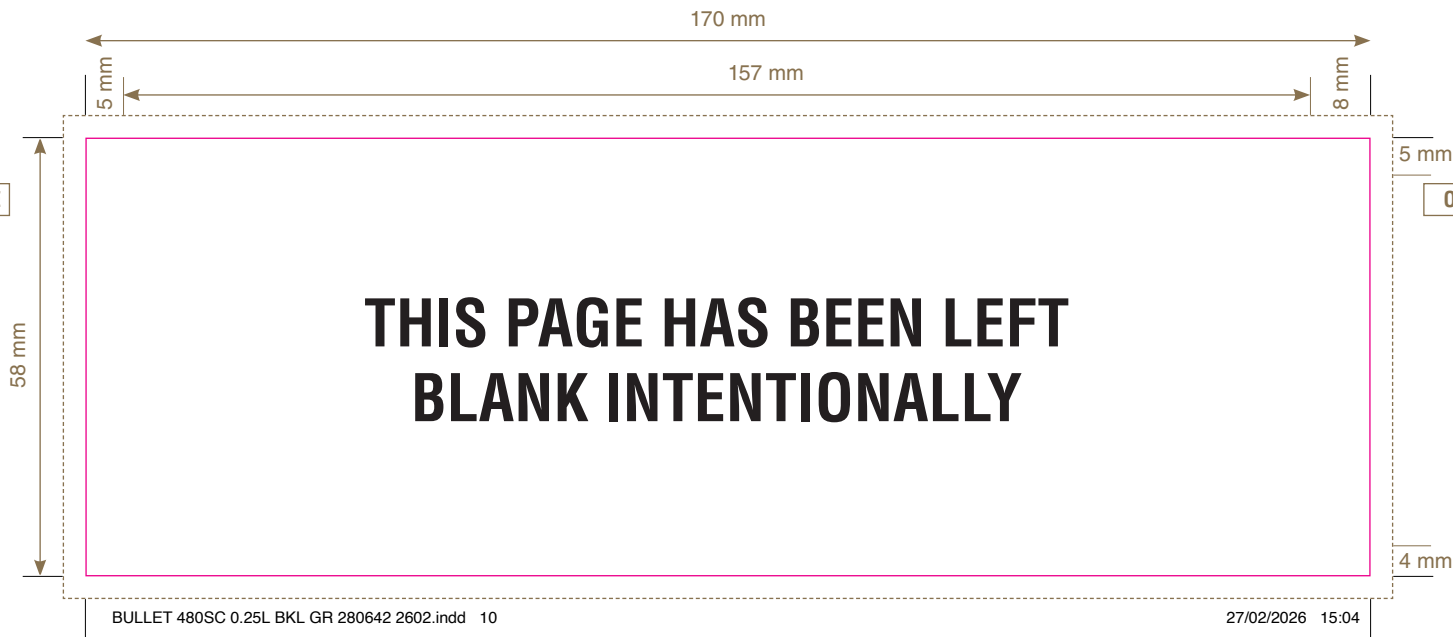 170 mm
157 mm
5 mm
8 mm
5 mm
58 mm
THIS PAGE HAS BEEN LEFT
BLANK INTENTIONALLY
4 mm
BULLET 480SC 0.25L BKL GR 280642 2602.indd 10
27/02/2026 15:04